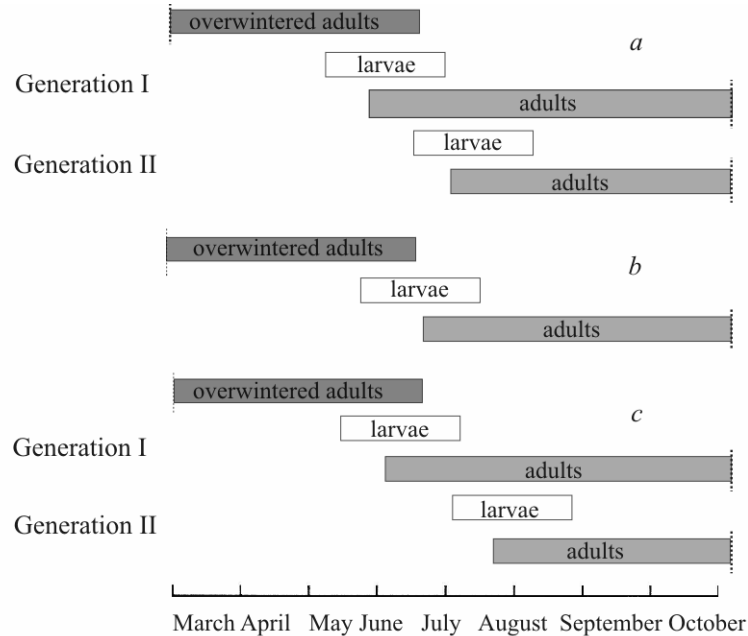 overwintered adults
a
larvae
Generation I
adults
larvae
Generation II
adults
overwintered adults
b
larvae
adults
overwintered adults
c
larvae
Generation I
adults
larvae
Generation II
adults
March April May June July August September October